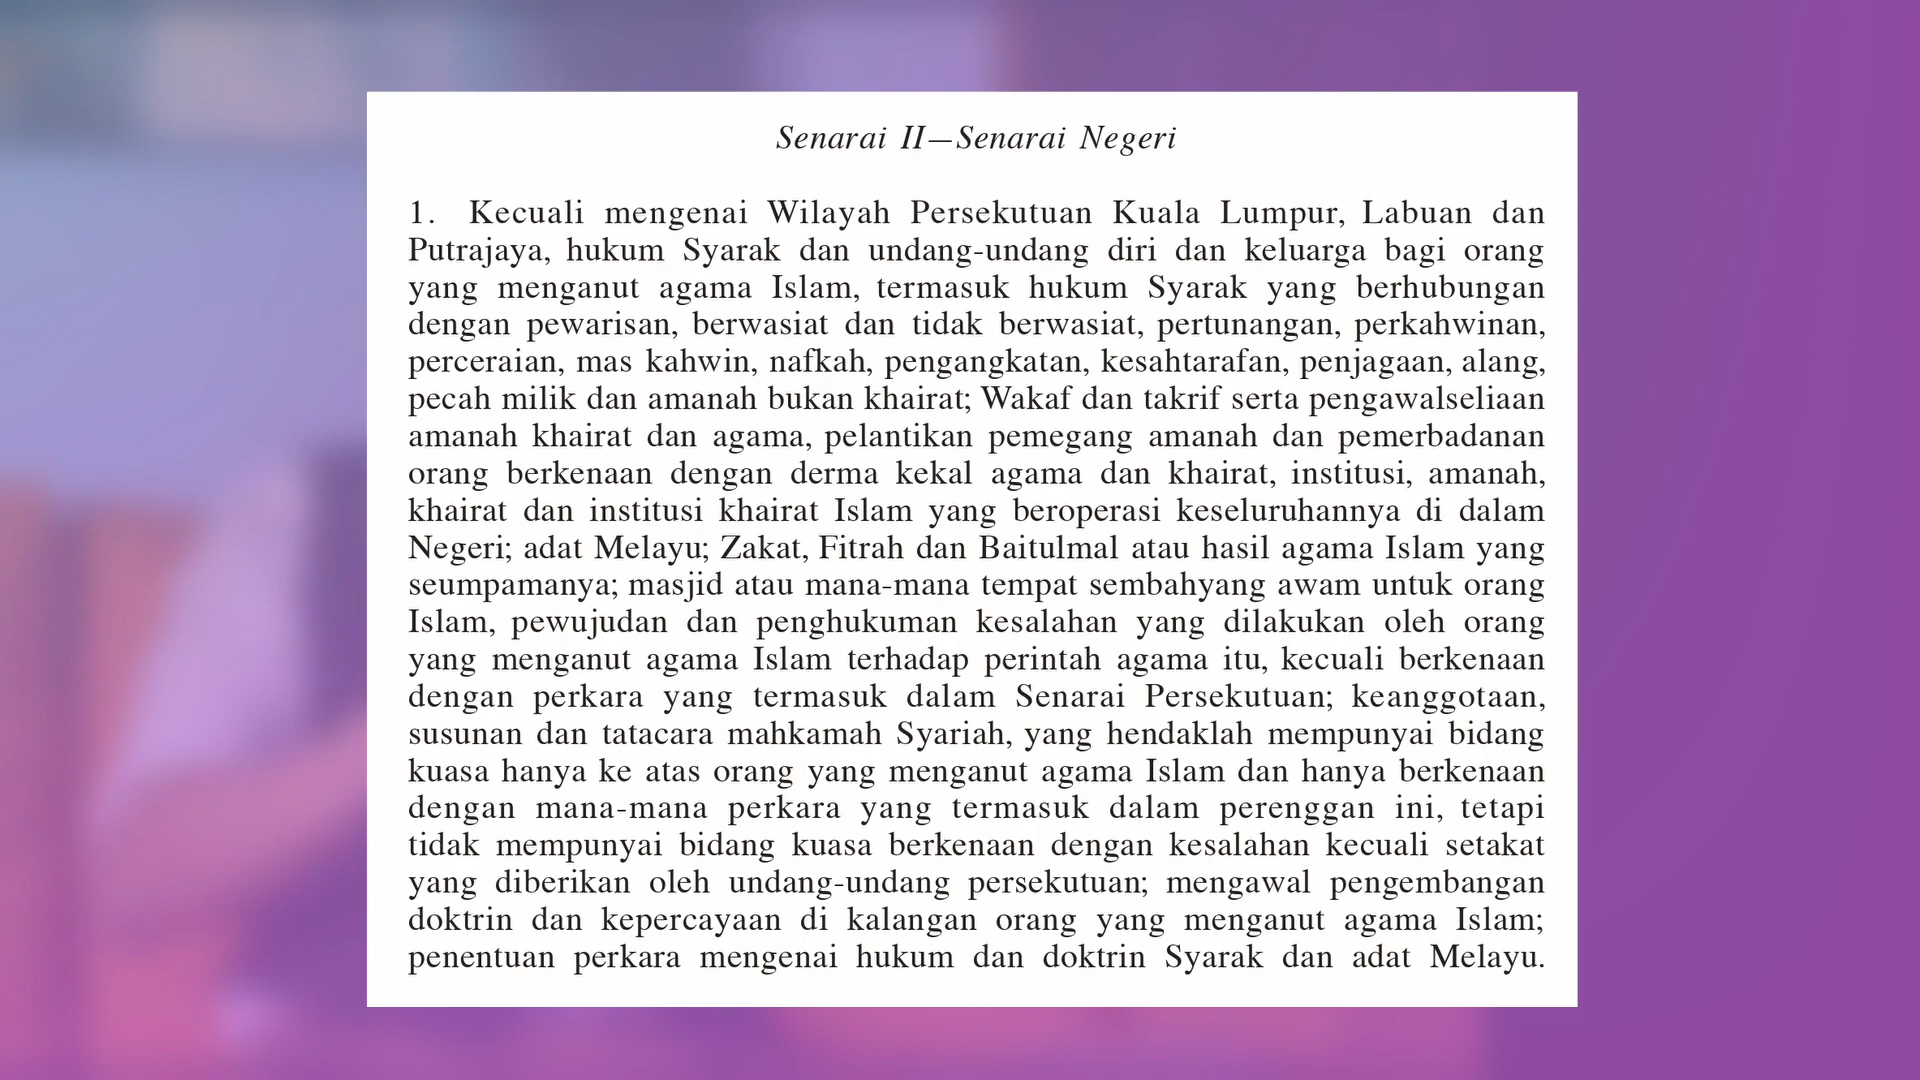 Senarai II—Senarai Negeri
1. Kecuali mengenai Wilayah Persekutuan Kuala Lumpur, Labuan dan
Putrajaya, hukum Syarak dan undang-undang diri dan keluarga bagi orang
yang menganut agama Islam, termasuk hukum Syarak yang berhubungan
dengan pewarisan, berwasiat dan tidak berwasiat, pertunangan, perkahwinan,
perceraian, mas kahwin, nafkah, pengangkatan, kesahtarafan, penjagaan, alang,
pecah milik dan amanah bukan khairat; Wakaf dan takrif serta pengawalseliaan
amanah khairat dan agama, pelantikan pemegang amanah dan pemerbadanan
orang berkenaan dengan derma kekal agama dan khairat, institusi, amanah,
khairat dan institusi khairat Islam yang beroperasi keseluruhannya di dalam
Negeri; adat Melayu; Zakat, Fitrah dan Baitulmal atau hasil agama Islam yang
seumpamanya; masjid atau mana-mana tempat sembahyang awam untuk orang
Islam, pewujudan dan penghukuman kesalahan yang dilakukan oleh orang
yang menganut agama Islam terhadap perintah agama itu, kecuali berkenaan
dengan perkara yang termasuk dalam Senarai Persekutuan; keanggotaan,
susunan dan tatacara mahkamah Syariah, yang hendaklah mempunyai bidang
kuasa hanya ke atas orang yang menganut agama Islam dan hanya berkenaan
dengan mana-mana perkara yang termasuk dalam perenggan ini, tetapi
tidak mempunyai bidang kuasa berkenaan dengan kesalahan kecuali setakat
yang diberikan oleh undang-undang persekutuan; mengawal pengembangan
doktrin dan kepercayaan di kalangan orang yang menganut agama Islam;
penentuan perkara mengenai hukum dan doktrin Syarak dan adat Melayu.